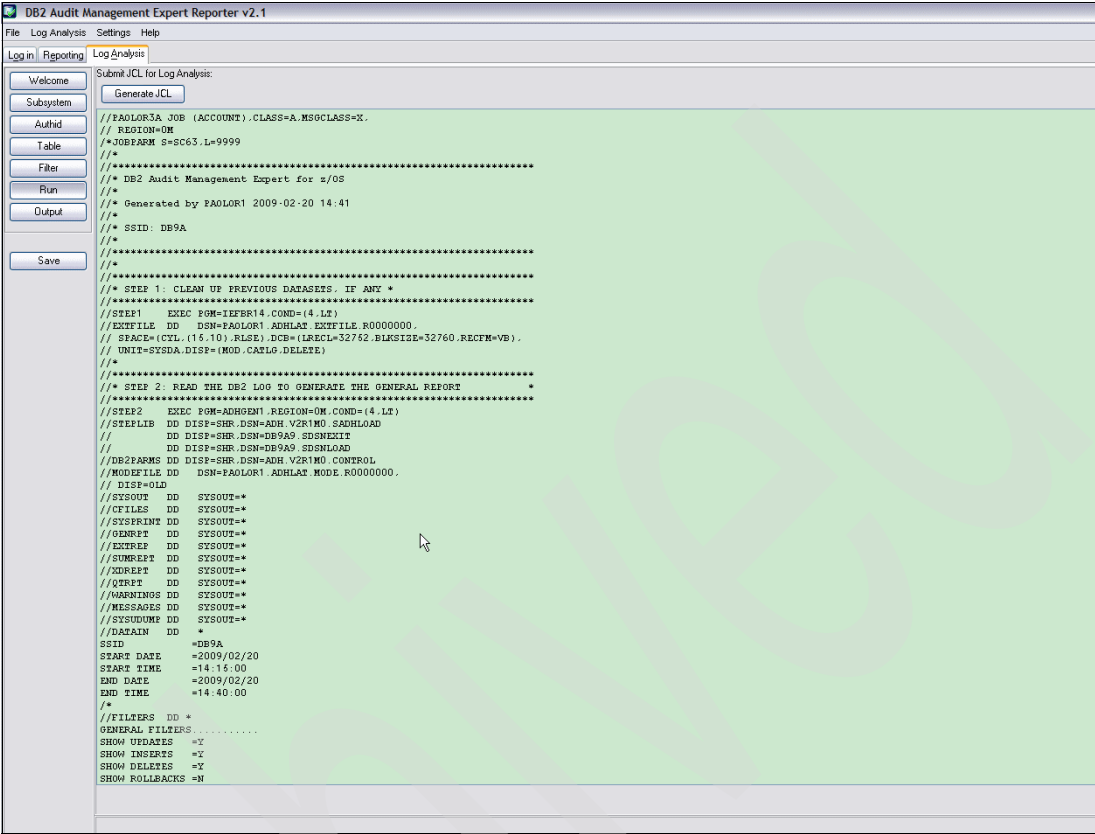 DB2 Audit Management Expert Reporter v2.1
File Log Analysis Settings Help
Log in Reporting Log Analysis
Welcome
Subsystem
Authid
Table
Filter
Run
Output
Save
Submit JCL for Log Analysis:
Generate JCL
//PAOLOR3A JOB (ACCOUNT),CLASS=A,MSGCLASS=X,
// REGION=0M
/*JOBPARM S=SC63,L=9999
//*
//***************************************************************
//* DB2 Audit Management Expert for z/OS
//*
//* Generated by PAOLOR1 2009-02-20 14:41
//*
//* SSID: DB9A
//*
//***************************************************************
//*
//***************************************************************
//* STEP 1: CLEAN UP PREVIOUS DATASETS, IF ANY *
//***************************************************************
//STEP1    EXEC PGM=IEFBR14,COND=(4,LT)
//EXTFILE  DD   DSN=PAOLOR1.ADHLAT.EXTFILE.R0000000,
// SPACE=(CYL,(15,10),RLSE),DCB=(LRECL=32752,BLKSIZE=32760,RECFM=VB),
// UNIT=SYSDA,DISP=(MOD,CATLG,DELETE)
//*
//***************************************************************
//* STEP 2: READ THE DB2 LOG TO GENERATE THE GENERAL REPORT          *
//***************************************************************
//STEP2    EXEC PGM=ADHGEN1,REGION=0M,COND=(4,LT)
//STEPLIB  DD DISP=SHR,DSN=ADH.V2R1M0.SADHLOAD
//         DD DISP=SHR,DSN=DB9A9.SDSNEXIT
//         DD DISP=SHR,DSN=DB9A9.SDSNLOAD
//DB2PARMS DD DISP=SHR,DSN=ADH.V2R1M0.CONTROL
//MODEFILE DD   DSN=PAOLOR1.ADHLAT.MODE.R0000000,
// DISP=OLD
//SYSOUT   DD   SYSOUT=*
//CFILES   DD   SYSOUT=*
//SYSPRINT DD   SYSOUT=*
//GENRPT   DD   SYSOUT=*
//EXTREP   DD   SYSOUT=*
//SUMREPT  DD   SYSOUT=*
//XDREPT   DD   SYSOUT=*
//QTRPT    DD   SYSOUT=*
//WARNINGS DD   SYSOUT=*
//MESSAGES DD   SYSOUT=*
//SYSUDUMP DD   SYSOUT=*
//DATAIN   DD   *
SSID          =DB9A
START DATE    =2009/02/20
START TIME    =14:15:00
END DATE      =2009/02/20
END TIME      =14:40:00
/*
//FILTERS  DD *
GENERAL FILTERS...........
SHOW UPDATES   =Y
SHOW INSERTS   =Y
SHOW DELETES   =Y
SHOW ROLLBACKS =N